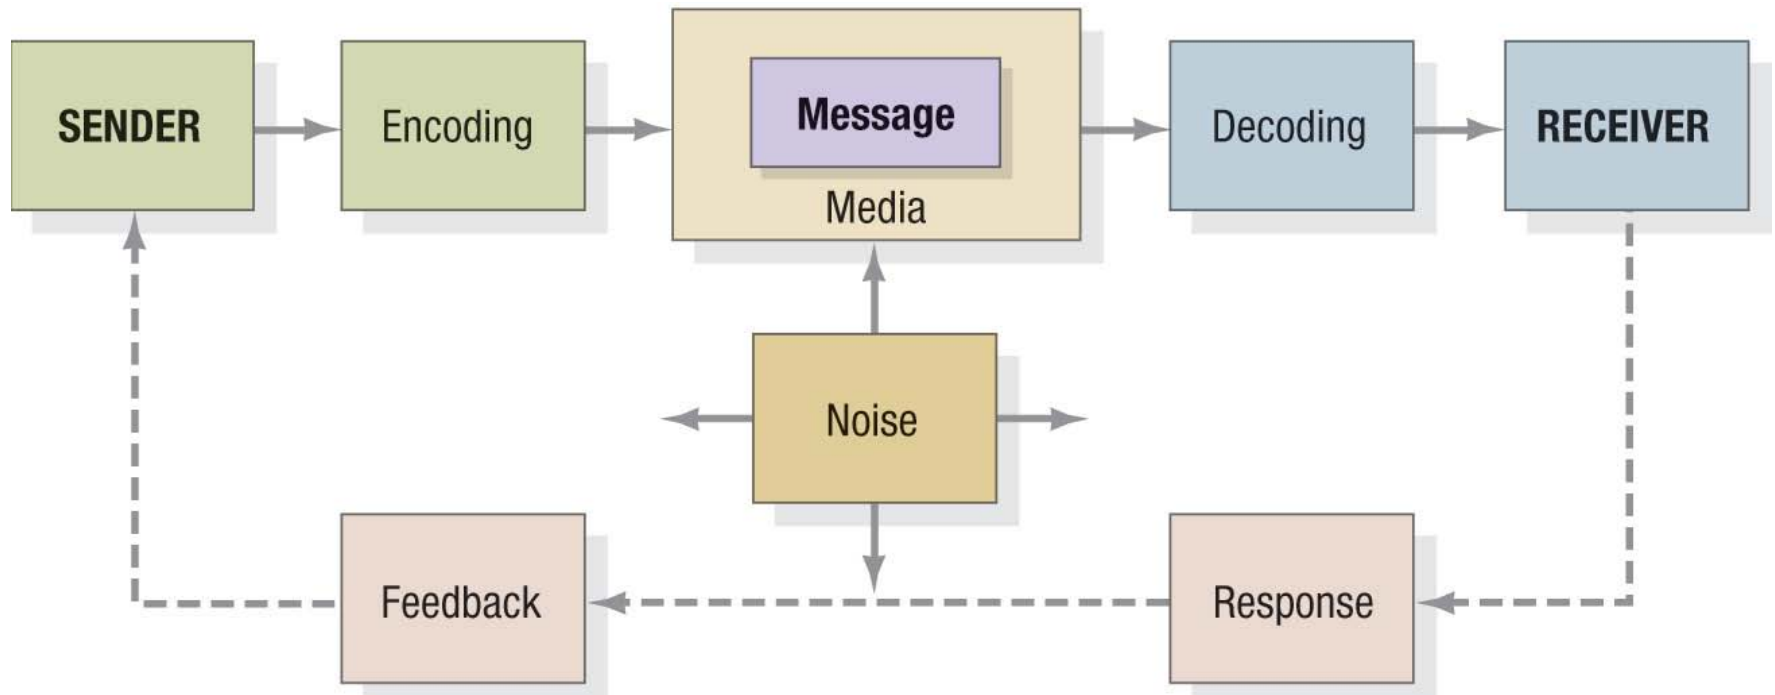 SENDER
Encoding
Message
Media
Decoding
RECEIVER
Noise
Feedback
Response